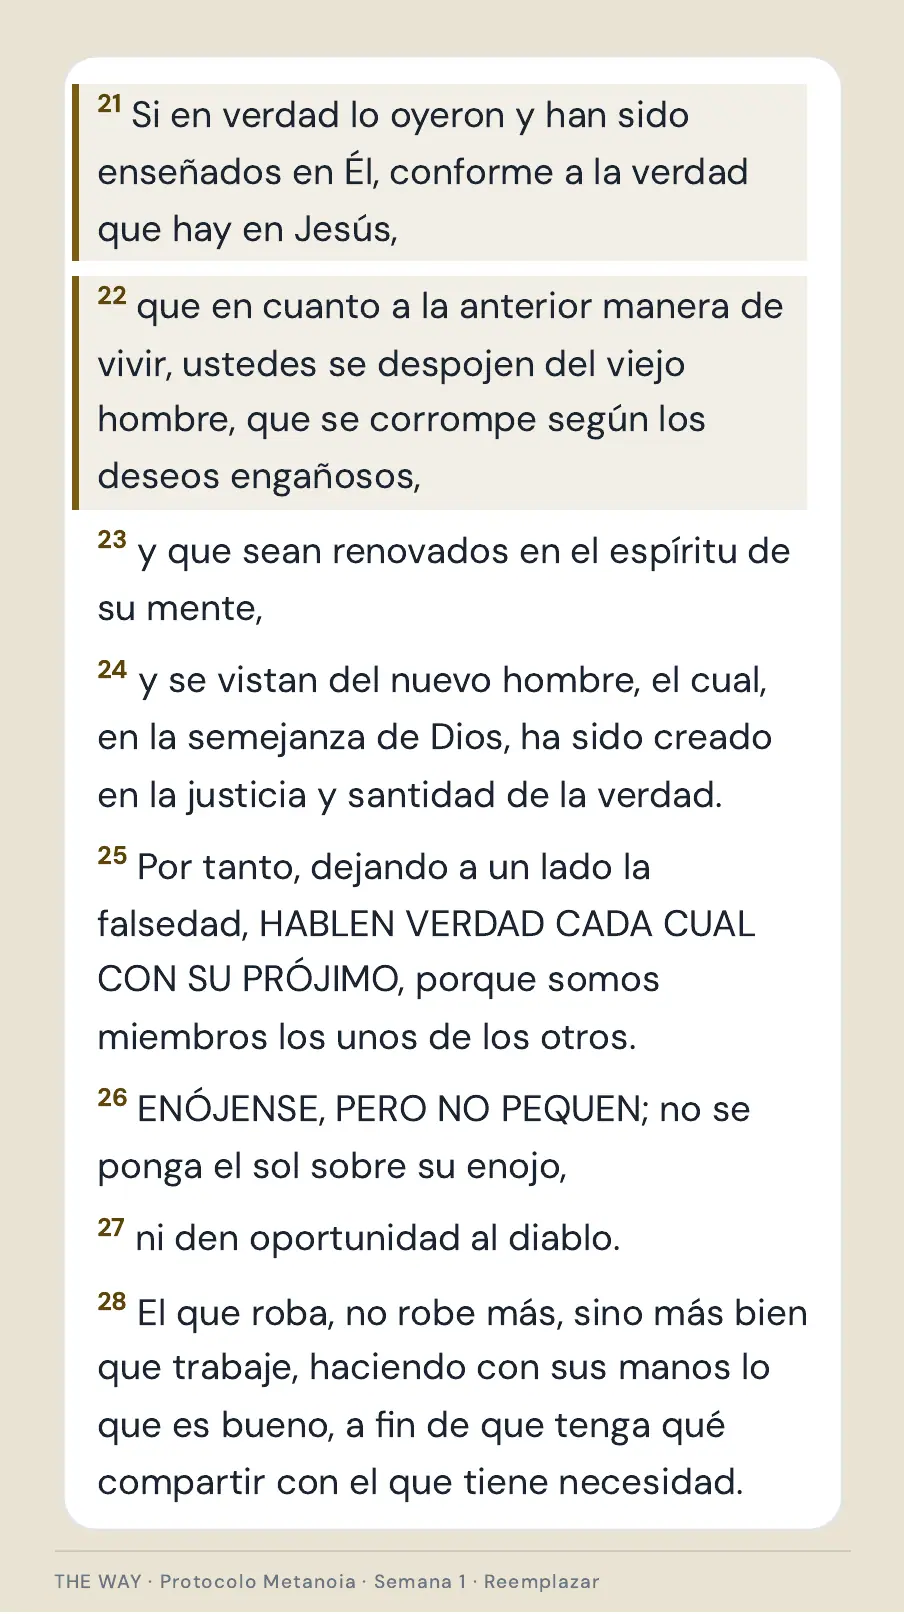 21 Si en verdad lo oyeron y han sido
enseñados en Él, conforme a la verdad
que hay en Jesús,
22 que en cuanto a la anterior manera de
vivir, ustedes se despojen del viejo
hombre, que se corrompe según los
deseos engañosos,
23 y que sean renovados en el espíritu de
su mente,
24 y se vistan del nuevo hombre, el cual,
en la semejanza de Dios, ha sido creado
en la justicia y santidad de la verdad.
25 Por tanto, dejando a un lado la
falsedad, HABLEN VERDAD CADA CUAL
CON SU PRÓJIMO, porque somos
miembros los unos de los otros.
26 ENÓJENSE, PERO NO PEQUEN; no se
ponga el sol sobre su enojo,
27 ni den oportunidad al diablo.
28 El que roba, no robe más, sino más bien
que trabaje, haciendo con sus manos lo
que es bueno, a fin de que tenga qué
compartir con el que tiene necesidad.
THE WAY · Protocolo Metanoia · Semana 1 · Reemplazar